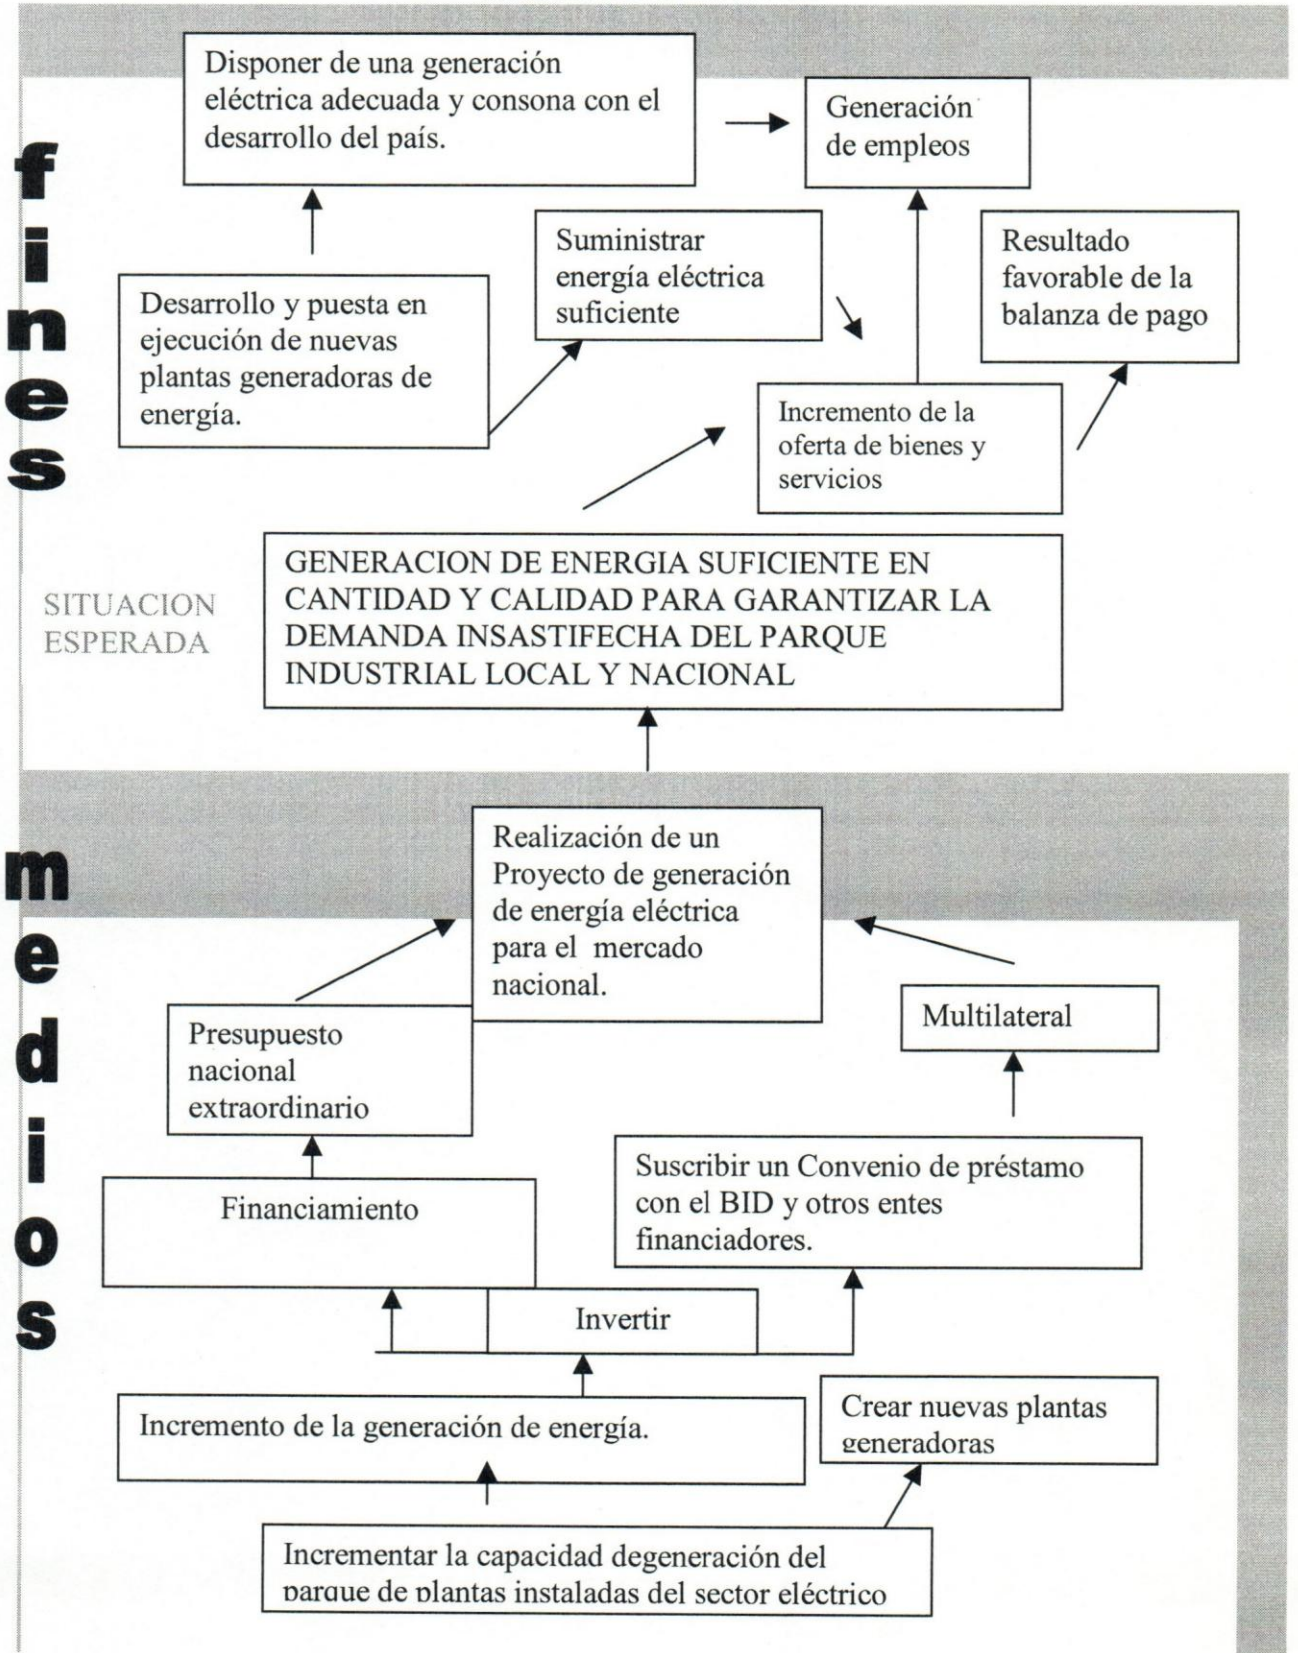 fines
Disponer de una generación
eléctrica adecuada y consona con el
desarrollo del país.
Generación
de empleos
Suministrar
energía eléctrica
suficiente
Resultado
favorable de la
balanza de pago
Desarrollo y puesta en
ejecución de nuevas
plantas generadoras de
energía.
Incremento de la
oferta de bienes y
servicios
SITUACION
ESPERADA
GENERACION DE ENERGIA SUFICIENTE EN
CANTIDAD Y CALIDAD PARA GARANTIZAR LA
DEMANDA INSASTIFECHA DEL PARQUE
INDUSTRIAL LOCAL Y NACIONAL
medios
Realización de un
Proyecto de generación
de energía eléctrica
para el mercado
nacional.
Presupuesto
nacional
extraordinario
Multilateral
Financiamiento
Suscribir un Convenio de préstamo
con el BID y otros entes
financiadores.
Invertir
Incremento de la generación de energía.
Crear nuevas plantas
generadoras
Incrementar la capacidad degeneración del
parque de plantas instaladas del sector eléctrico